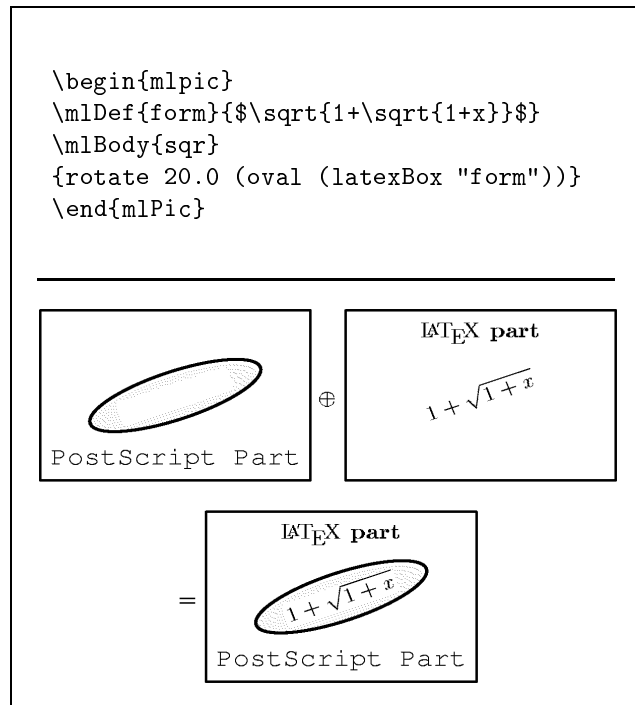 \begin{mlpic}
\mlDef{form}{$\sqrt{1+\sqrt{1+x}}$}
\mlBody{sqr}
{rotate 20.0 (oval (latexBox "form"))}
\end{mlPic}
PostScript Part
⊕
LATEX part
1 + √1 + x
=
LATEX part
1 + √1 + x
PostScript Part